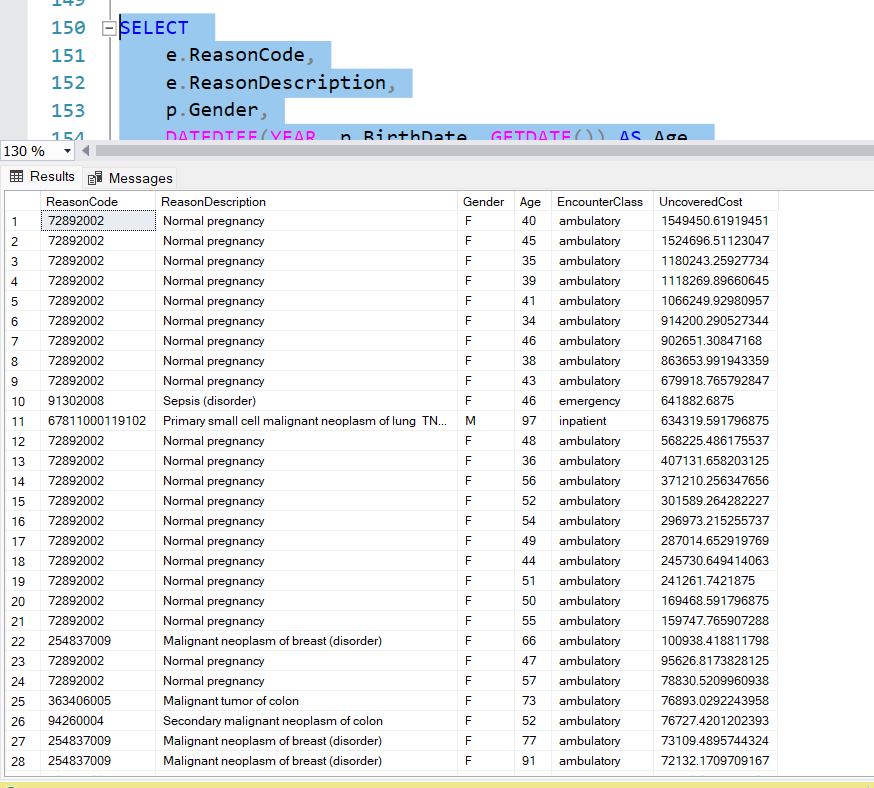 149
150 SELECT
151 e.ReasonCode,
152 e.ReasonDescription,
153 p.Gender,
154 DATEDIFF(YEAR, p.BirthDate, GETDATE()) AS Age,
130 %
Results Messages
ReasonCode ReasonDescription Gender Age EncounterClass UncoveredCost
1 72892002 Normal pregnancy F 40 ambulatory 1549450.61919451
2 72892002 Normal pregnancy F 45 ambulatory 1524696.51123047
3 72892002 Normal pregnancy F 35 ambulatory 1180243.25927734
4 72892002 Normal pregnancy F 39 ambulatory 1118269.89660645
5 72892002 Normal pregnancy F 41 ambulatory 1066249.92980957
6 72892002 Normal pregnancy F 34 ambulatory 914200.290527344
7 72892002 Normal pregnancy F 46 ambulatory 902651.30847168
8 72892002 Normal pregnancy F 38 ambulatory 863653.991943359
9 72892002 Normal pregnancy F 43 ambulatory 679918.765792847
10 91302008 Sepsis (disorder) F 46 emergency 641882.6875
11 67811000119102 Primary small cell malignant neoplasm of lung TN... M 97 inpatient 634319.591796875
12 72892002 Normal pregnancy F 48 ambulatory 568225.486175537
13 72892002 Normal pregnancy F 36 ambulatory 407131.658203125
14 72892002 Normal pregnancy F 56 ambulatory 371210.256347656
15 72892002 Normal pregnancy F 52 ambulatory 301589.264282227
16 72892002 Normal pregnancy F 54 ambulatory 296973.215255737
17 72892002 Normal pregnancy F 49 ambulatory 287014.652919769
18 72892002 Normal pregnancy F 44 ambulatory 245730.649414063
19 72892002 Normal pregnancy F 51 ambulatory 241261.7421875
20 72892002 Normal pregnancy F 50 ambulatory 169468.591796875
21 72892002 Normal pregnancy F 55 ambulatory 159747.765907288
22 254837009 Malignant neoplasm of breast (disorder) F 66 ambulatory 100938.418811798
23 72892002 Normal pregnancy F 47 ambulatory 95626.8173828125
24 72892002 Normal pregnancy F 57 ambulatory 78830.5209960938
25 363406005 Malignant tumor of colon F 73 ambulatory 76893.0292243958
26 94260004 Secondary malignant neoplasm of colon F 52 ambulatory 76727.4201202393
27 254837009 Malignant neoplasm of breast (disorder) F 77 ambulatory 73109.4895744324
28 254837009 Malignant neoplasm of breast (disorder) F 91 ambulatory 72132.1709709167